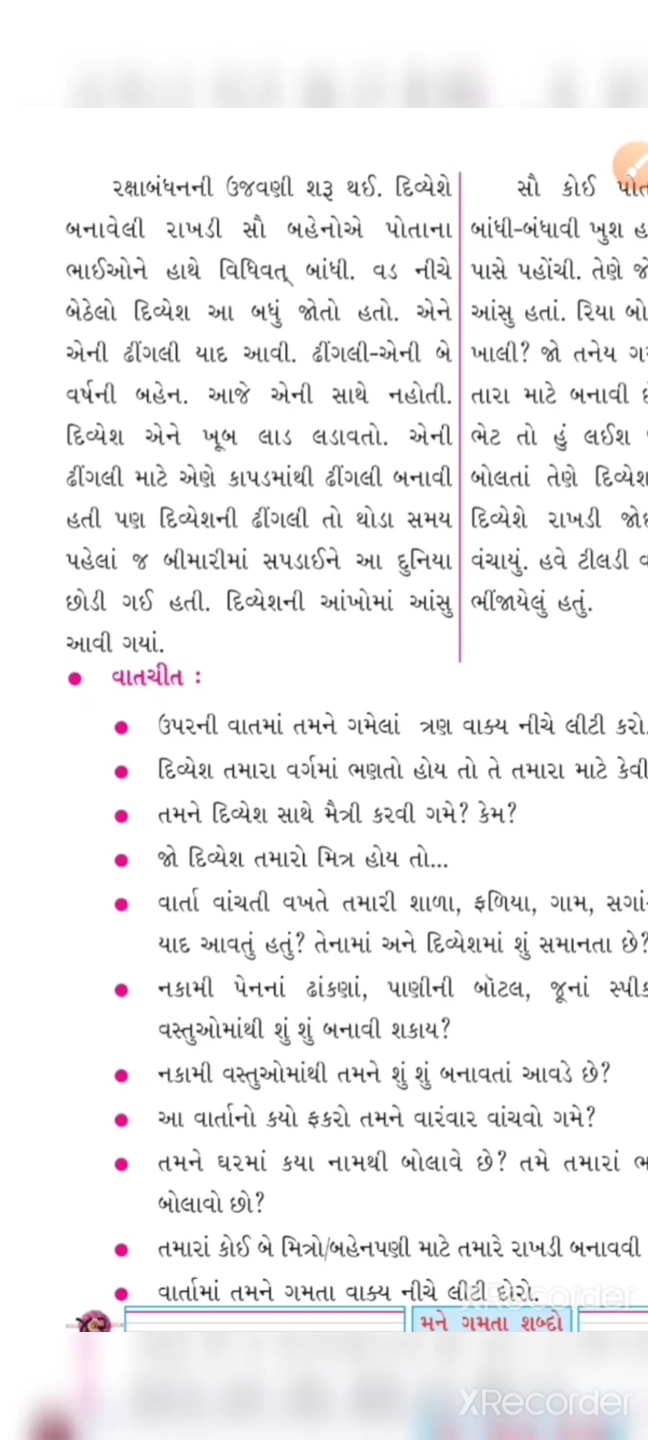 રક્ષાબંધનની ઉજવણી શરૂ થઈ. દિવ્યેશે
બનાવેલી રાખડી સૌ બહેનોએ પોતાના
ભાઈઓને હાથે વિધિવત્ બાંધી. વડ નીચે
બેઠેલો દિવ્યેશ આ બધું જોતો હતો. એને
એની ઢીંગલી યાદ આવી. ઢીંગલી-એની બે
વર્ષની બહેન. આજે એની સાથે નહોતી.
દિવ્યેશ એને ખૂબ લાડ લડાવતો. એની
ઢીંગલી માટે એણે કાપડમાંથી ઢીંગલી બનાવી
હતી પણ દિવ્યેશની ઢીંગલી તો થોડા સમય
પહેલાં જ બીમારીમાં સપડાઈને આ દુનિયા
છોડી ગઈ હતી. દિવ્યેશની આંખોમાં આંસુ
આવી ગયાં.
સૌ કોઈ
બાંધી-બંધાવી ખુશ
પાસે પહોંચી. તેણે
આંસુ હતાં. રિયા
ખાલી? જો તનેય
તારા માટે બનાવી
ભેટ તો હું લઈશ
બોલતાં તેણે
દિવ્યેશે રાખડી
વંચાયું. હવે ટીલડી
ભીંજાયેલું હતું.
વાતચીત :
ઉપરની વાતમાં તમને ગમેલાં ત્રણ વાક્ય નીચે લીટી કરો.
દિવ્યેશ તમારા વર્ગમાં ભણતો હોય તો તે તમારા માટે કેવી
તમને દિવ્યેશ સાથે મૈત્રી કરવી ગમે? કેમ?
જો દિવ્યેશ તમારો મિત્ર હોય તો...
વાર્તા વાંચતી વખતે તમારી શાળા, ફળિયા, ગામ,
યાદ આવતું હતું? તેનામાં અને દિવ્યેશમાં શું સમાનતા છે?
નકામી પેનનાં ઢાંકણાં, પાણીની બૉટલ, જૂનાં
વસ્તુઓમાંથી શું શું બનાવી શકાય?
નકામી વસ્તુઓમાંથી તમને શું શું બનાવતાં આવડે છે?
આ વાર્તાનો કયો ફકરો તમને વારંવાર વાંચવો ગમે?
તમને ઘરમાં કયા નામથી બોલાવે છે? તમે તમારાં
બોલાવો છો?
તમારાં કોઈ બે મિત્રો/બહેનપણી માટે તમારે રાખડી બનાવવી
વાર્તામાં તમને ગમતા વાક્ય નીચે લીટી દોરો.
મને ગમતા શબ્દો
XRecorder
XRecorder